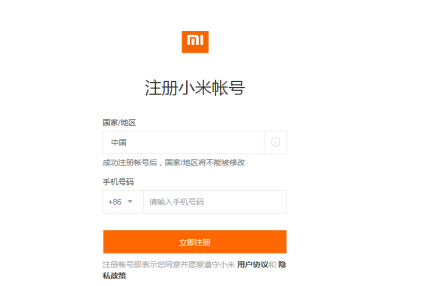 mi
注册小米帐号
国家/地区
中国
成功注册帐号后，国家/地区将不能被修改
手机号码
+86 请输入手机号码
立即注册
注册帐号即表示您同意并愿意遵守小米 用户协议和 隐
私政策